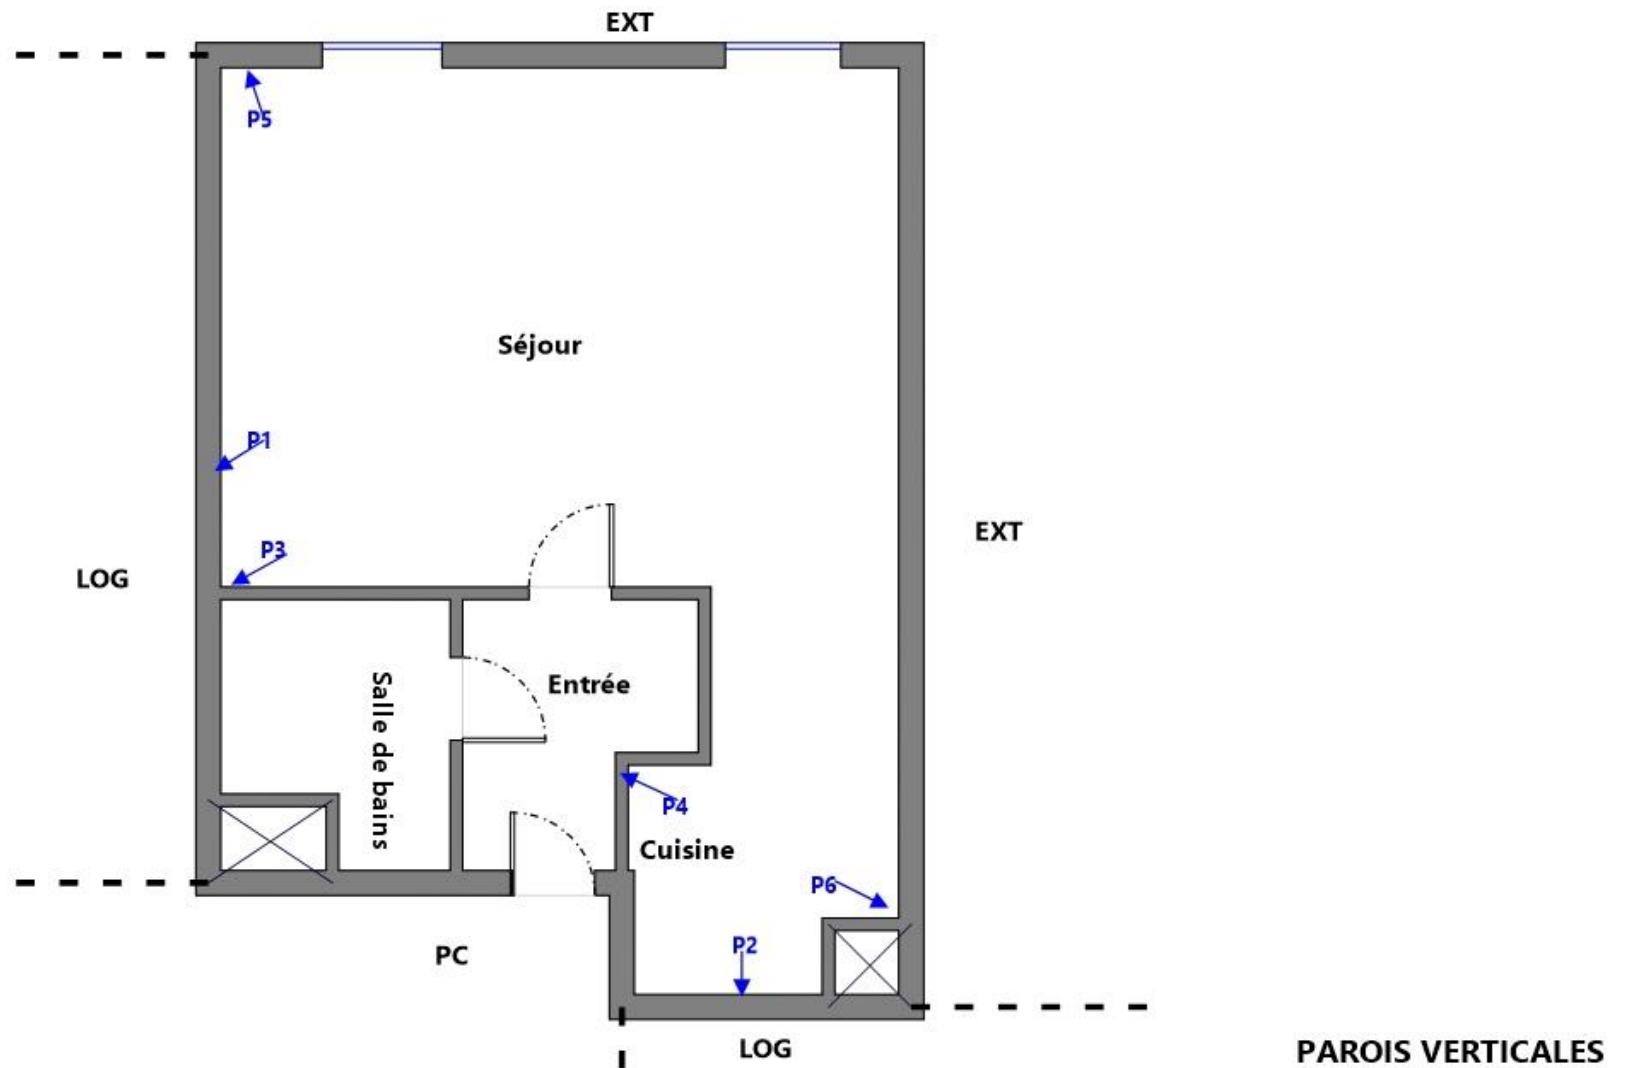 EXT
P5
Séjour
P1
EXT
P3
LOG
Entrée
Salle de bains
P4
Cuisine
P6
P2
PC
LOG
PAROIS VERTICALES